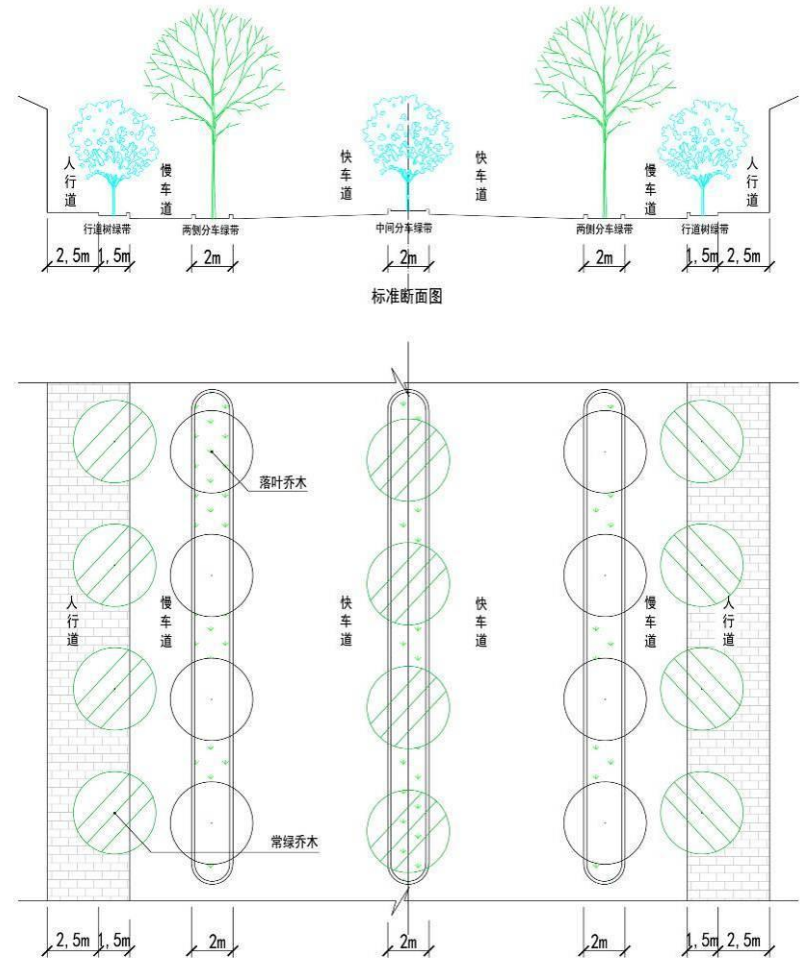 人行道
慢车道
快车道
快车道
慢车道
人行道
行道树绿带
两侧分车绿带
中间分车绿带
两侧分车绿带
行道树绿带
2,5m
1,5m
2m
2m
2m
1,5m
2,5m
标准断面图
落叶乔木
人行道
慢车道
快车道
快车道
慢车道
人行道
常绿乔木
2,5m
1,5m
2m
2m
2m
1,5m
2,5m